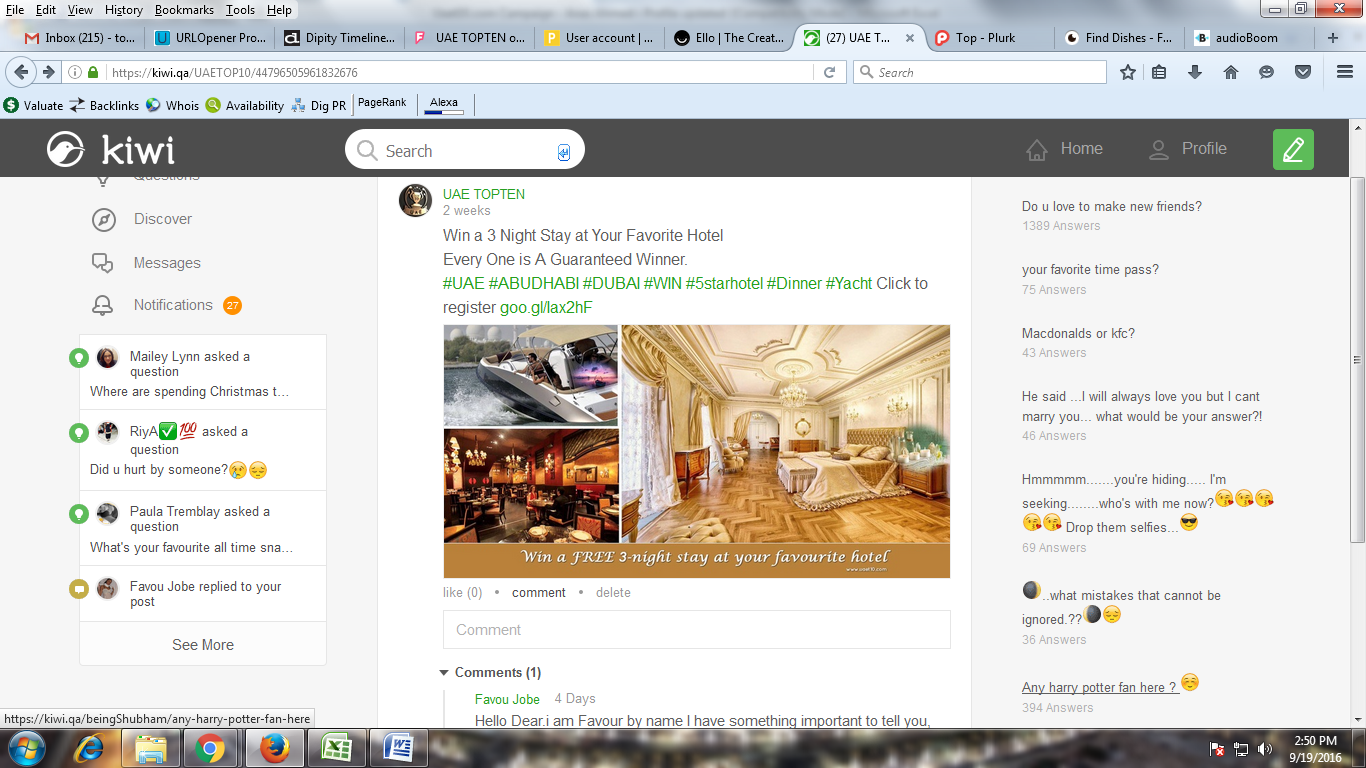 File Edit View History Bookmarks Tools Help
Inbox (215) - to... URLOpener Pro... Dipity Timeline... UAE TOPTEN o... User account | ... Ello | The Creat... (27) UAE T... Top - Plurk Find Dishes - F... audioBoom
https://kiwi.qa/UAETOP10/44796505961832676
Search
Valuate Backlinks Whois Availability Dig PR PageRank Alexa
kiwi
Search
Home Profile
Questions
Discover
Messages
Notifications 27
Mailey Lynn asked a
question
Where are spending Christmas t…
RiyA✅💯 asked a
question
Did u hurt by someone?😢😔
Paula Tremblay asked a
question
What's your favourite all time sna…
Favou Jobe replied to your
post
See More
UAE TOPTEN
2 weeks
Win a 3 Night Stay at Your Favorite Hotel
Every One is A Guaranteed Winner.
#UAE #ABUDHABI #DUBAI #WIN #5starhotel #Dinner #Yacht Click to
register goo.gl/lax2hF
Win a FREE 3-night stay at your favourite hotel
www.uaet10.com
like (0) • comment • delete
Comment
Comments (1)
Favou Jobe 4 Days
Hello Dear.i am Favour by name I have something important to tell you,
Do u love to make new friends?
1389 Answers
your favorite time pass?
75 Answers
Macdonalds or kfc?
43 Answers
He said ...I will always love you but I cant
marry you... what would be your answer?!
46 Answers
Hmmmmm.......you're hiding..... I'm
seeking........who's with me now?😘😘😘
😘😘 Drop them selfies...😎
69 Answers
🌒..what mistakes that cannot be
ignored.??🌘😔
36 Answers
Any harry potter fan here ? ☺️
394 Answers
https://kiwi.qa/beingShubham/any-harry-potter-fan-here
2:50 PM
9/19/2016